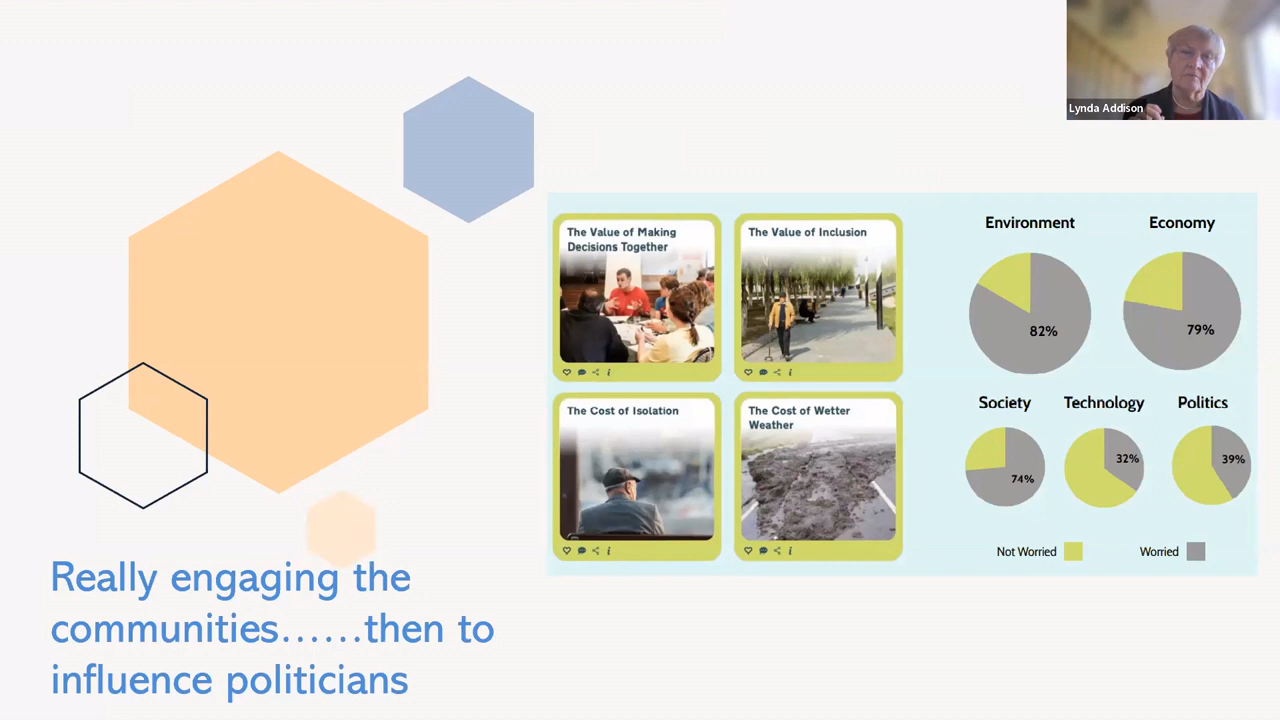 Lynda Addison
The Value of Making
Decisions Together
The Value of Inclusion
The Cost of Isolation
The Cost of Wetter
Weather
Environment
82%
Economy
79%
Society
74%
Technology
32%
Politics
39%
Not Worried
Worried
Really engaging the
communities......then to
influence politicians